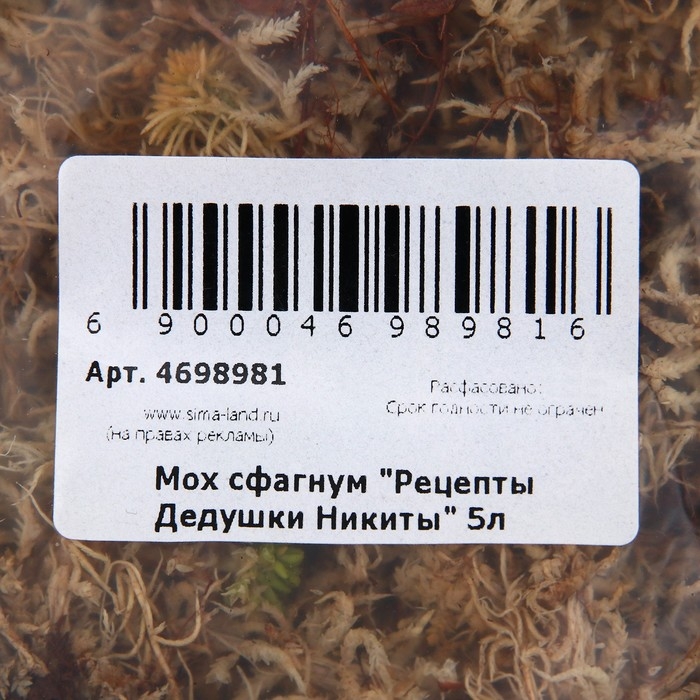 6 900046 989816
Арт. 4698981
www.sima-land.ru
(на правах рекламы)
Расфасовано:
Срок годности не ограчен
Мох сфагнум "Рецепты
Дедушки Никиты" 5л